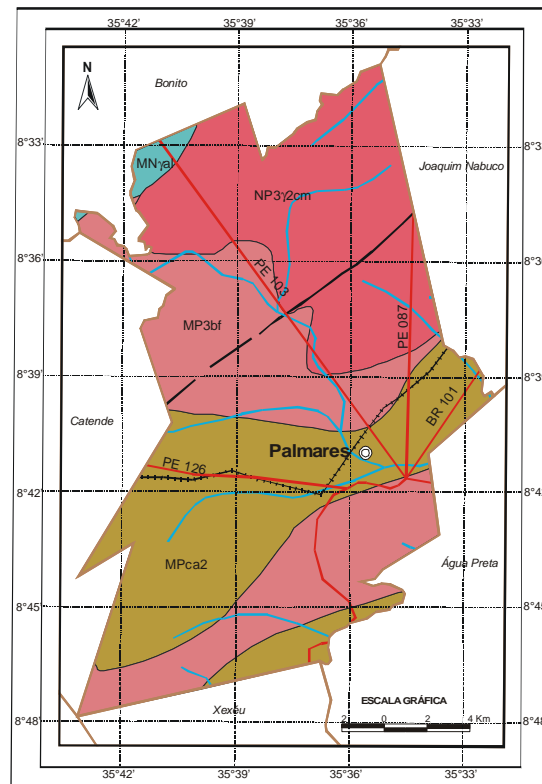 35°42' 35°39' 35°36' 35°33'
N
Bonito
8°33'
MNγal
Joaquim Nabuco
NP3γ2cm
8°36'
PE 103
PE 087
MP3bf
8°39'
BR 101
Catende
Palmares
PE 126
8°42'
MPca2
Água Preta
8°45'
ESCALA GRÁFICA
Xexéu
2 0 2 4 Km
8°48'
35°42' 35°39' 35°36' 35°33'